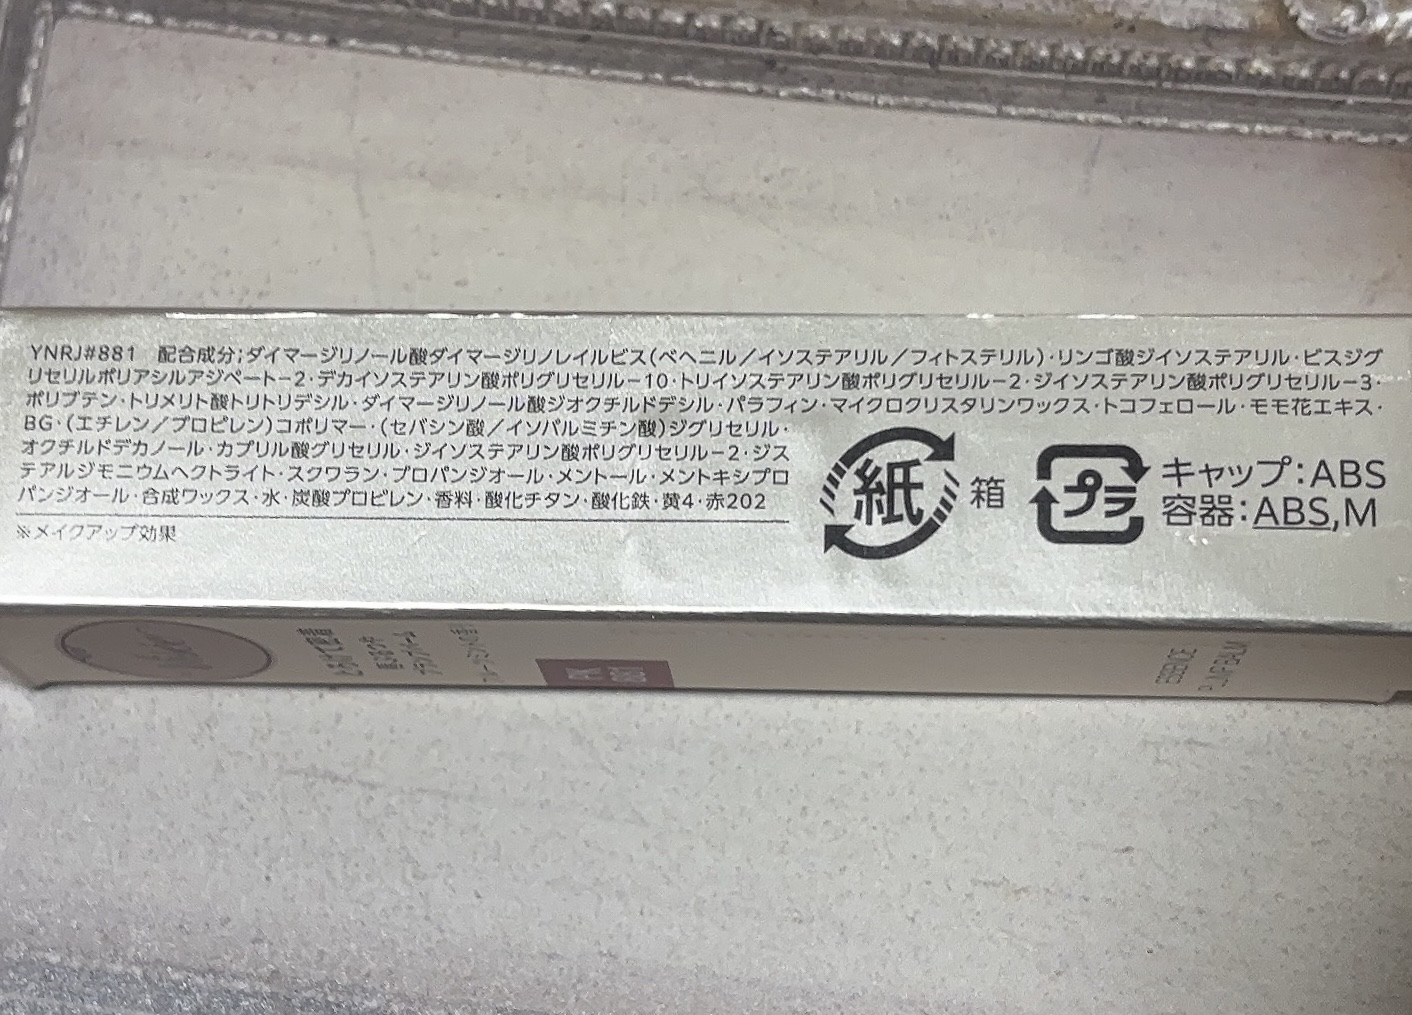 YNRJ#881 配合成分;ダイマージリノール酸ダイマージリノレイルビス(ベヘニル/イソステアリル/フィトステリル)・リンゴ酸ジイソステアリル・ビスジグ
リセリルポリアシルアジペート-2・デカイソステアリン酸ポリグリセリル-10・トリイソステアリン酸ポリグリセリル-2・ジイソステアリン酸ポリグリセリル-3・
ポリブテン・トリメリト酸トリトリデシル・ダイマージリノール酸ジオクチルドデシル・パラフィン・マイクロクリスタリンワックス・トコフェロール・モモ花エキス・
BG・(エチレン/プロピレン)コポリマー・(セバシン酸/イソパルミチン酸)ジグリセリル・
オクチルドデカノール・カプリル酸グリセリル・ジイソステアリン酸ポリグリセリル-2・ジス
テアルジモニウムヘクトライト・スクワラン・プロパンジオール・メントール・メントキシプロ
パンジオール・合成ワックス・水・炭酸プロピレン・香料・酸化チタン・酸化鉄・黄4・赤202
※メイクアップ効果
紙 箱
プラ キャップ:ABS
容器:ABS,M
881
ESSENCE
PLUMP BALM